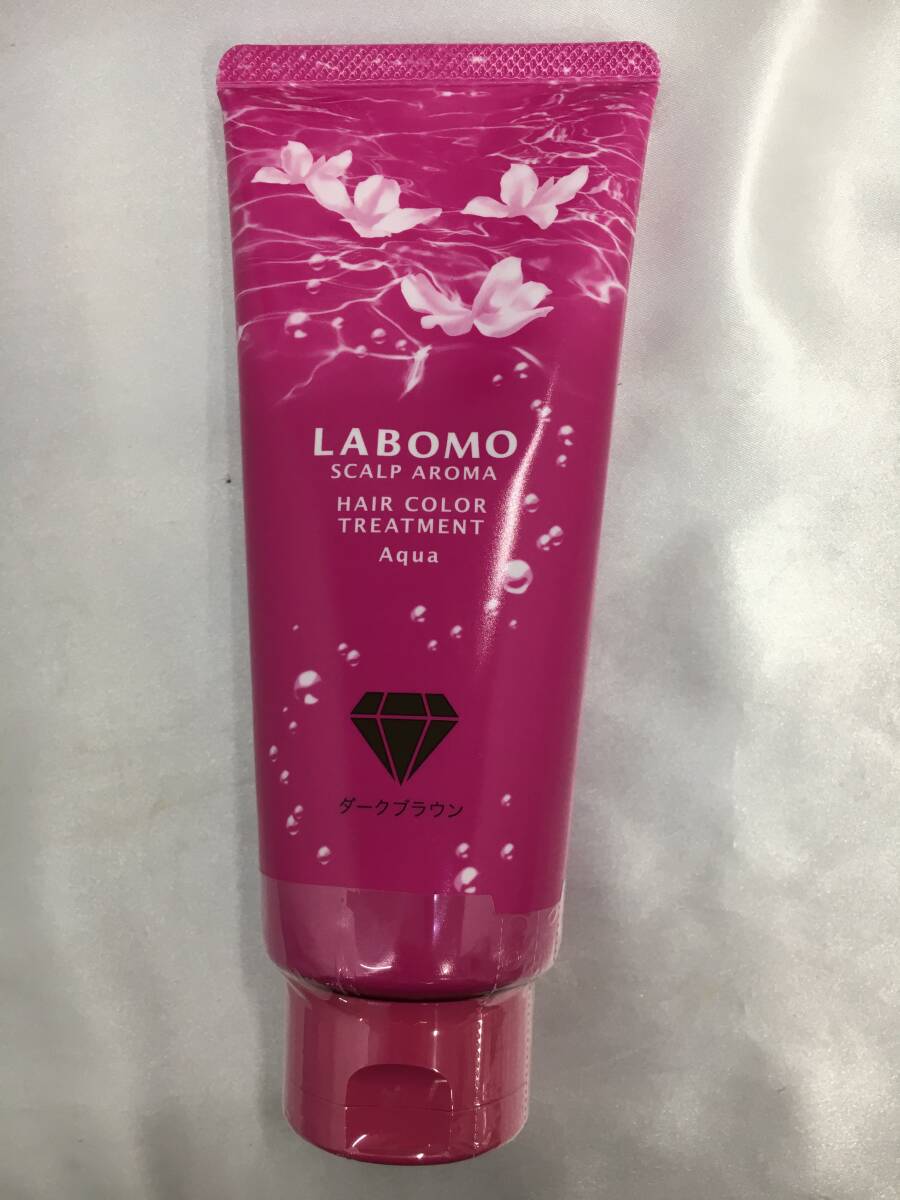 LABOMO
SCALP AROMA
HAIR COLOR
TREATMENT
Aqua
ダークブラウン